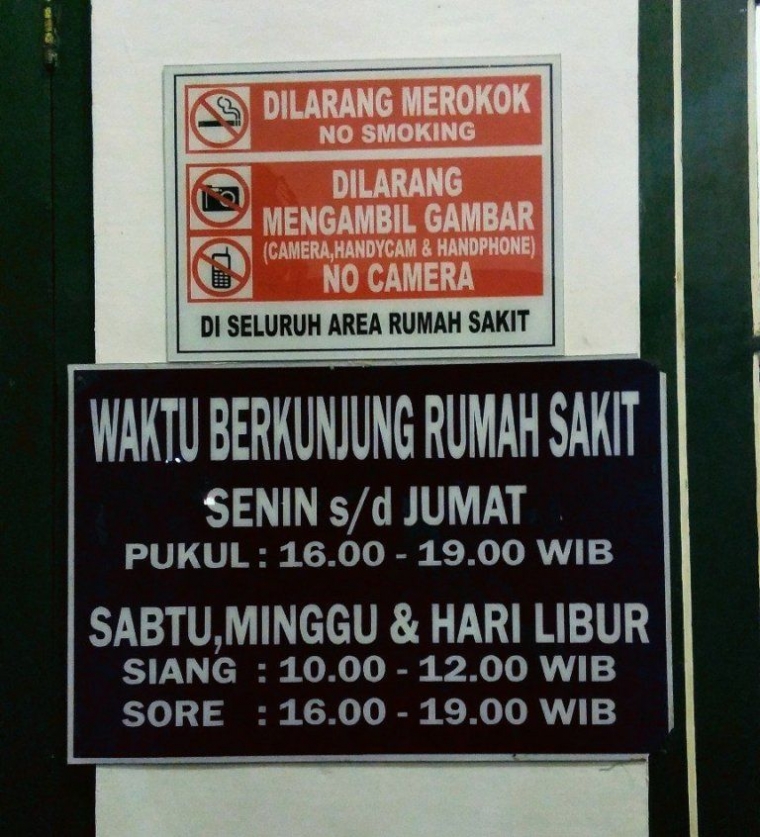 DILARANG MEROKOK
NO SMOKING
DILARANG
MENGAMBIL GAMBAR
(CAMERA,HANDYCAM & HANDPHONE)
NO CAMERA
DI SELURUH AREA RUMAH SAKIT
WAKTU BERKUNJUNG RUMAH SAKIT
SENIN s/d JUMAT
PUKUL : 16.00 - 19.00 WIB
SABTU,MINGGU & HARI LIBUR
SIANG : 10.00 - 12.00 WIB
SORE : 16.00 - 19.00 WIB